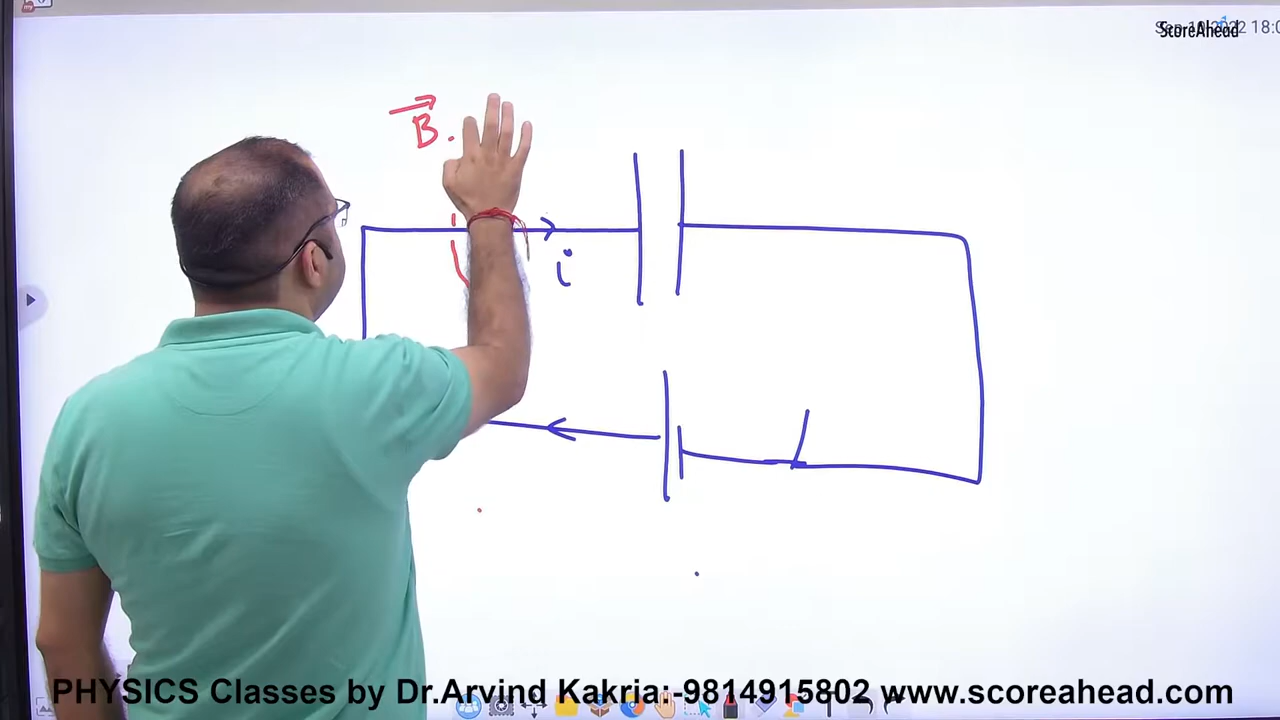 ScoreAhead
B.
i
PHYSICS Classes by Dr.Arvind Kakria:-9814915802 www.scoreahead.com